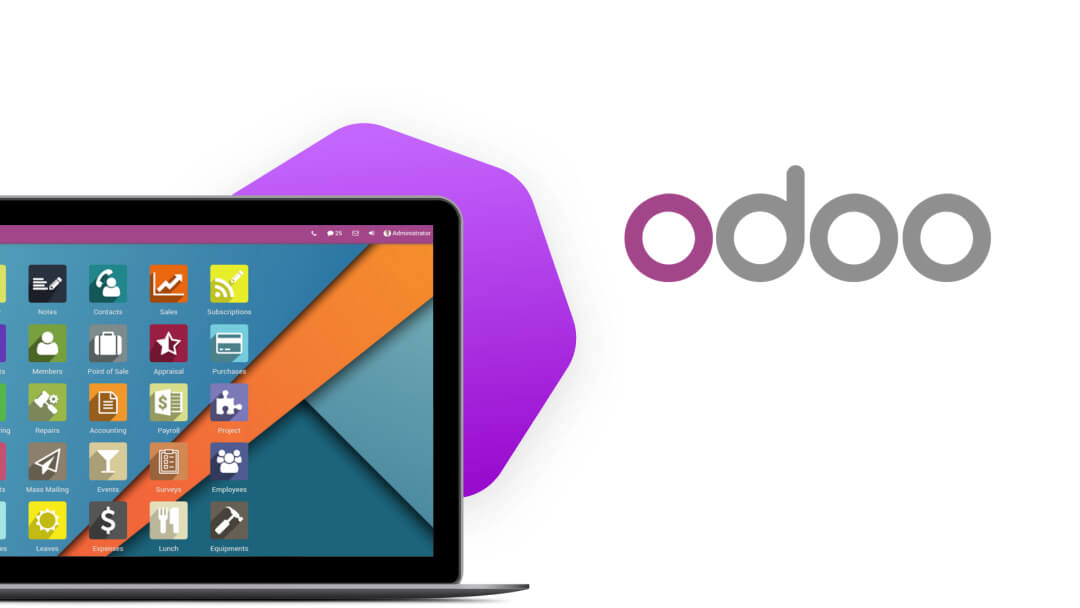 25 Administrator
odoo
Notes Contacts Sales Subscriptions
Members Point of Sale Appraisal Purchases
Repairs Accounting Payroll Project
Mass Mailing Events Surveys Employees
Leaves Expenses Lunch Equipments